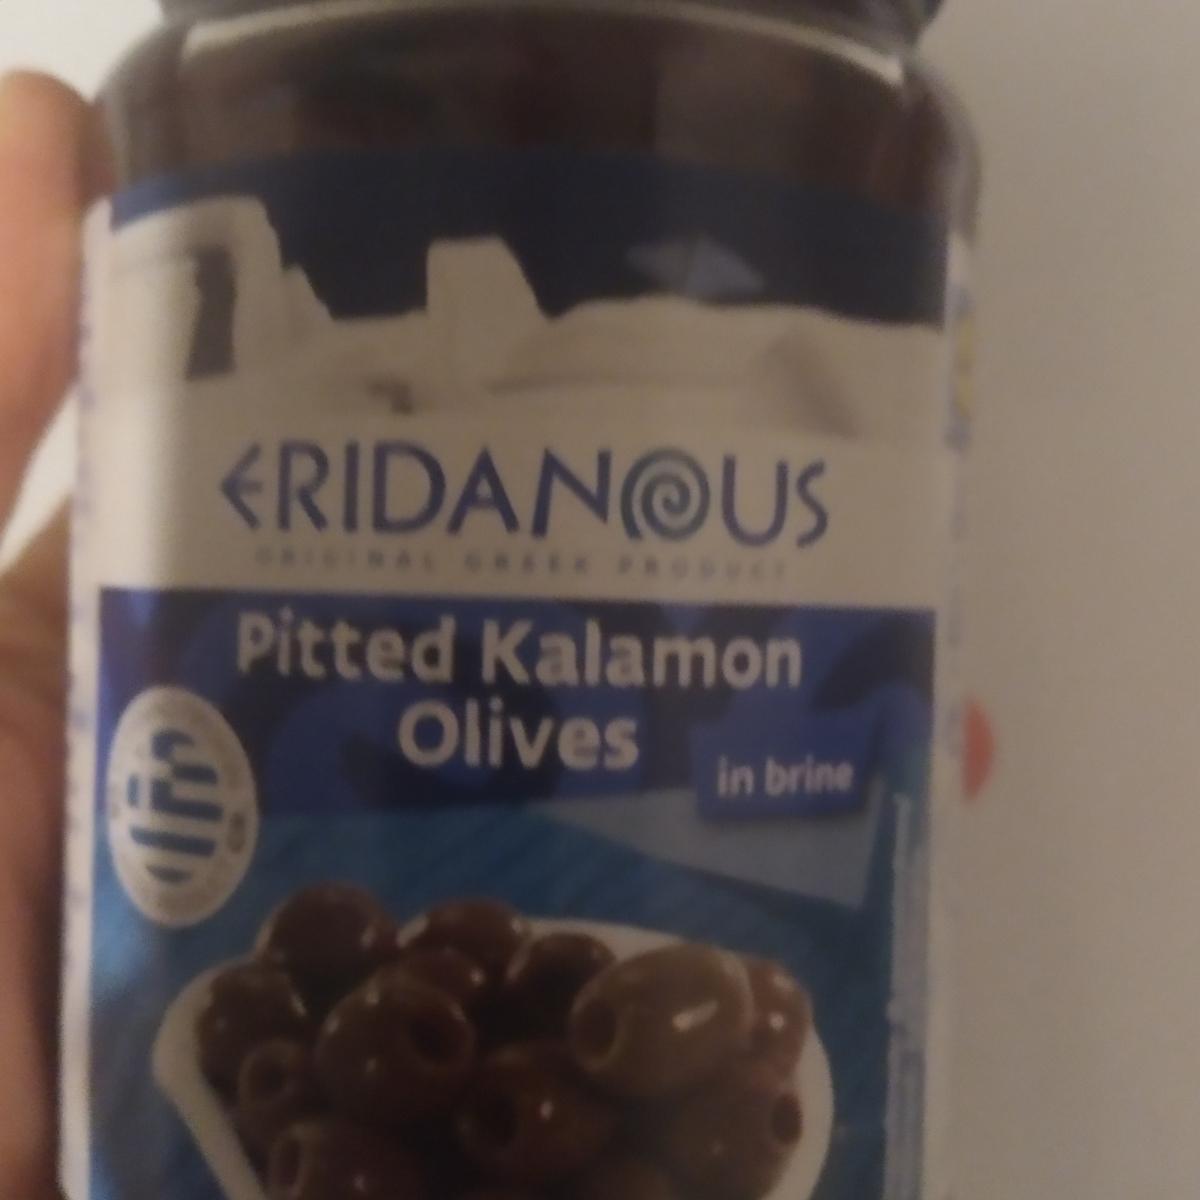 ERIDANOUS
ORIGINAL GREEK PRODUCT
Pitted Kalamon
Olives
in brine